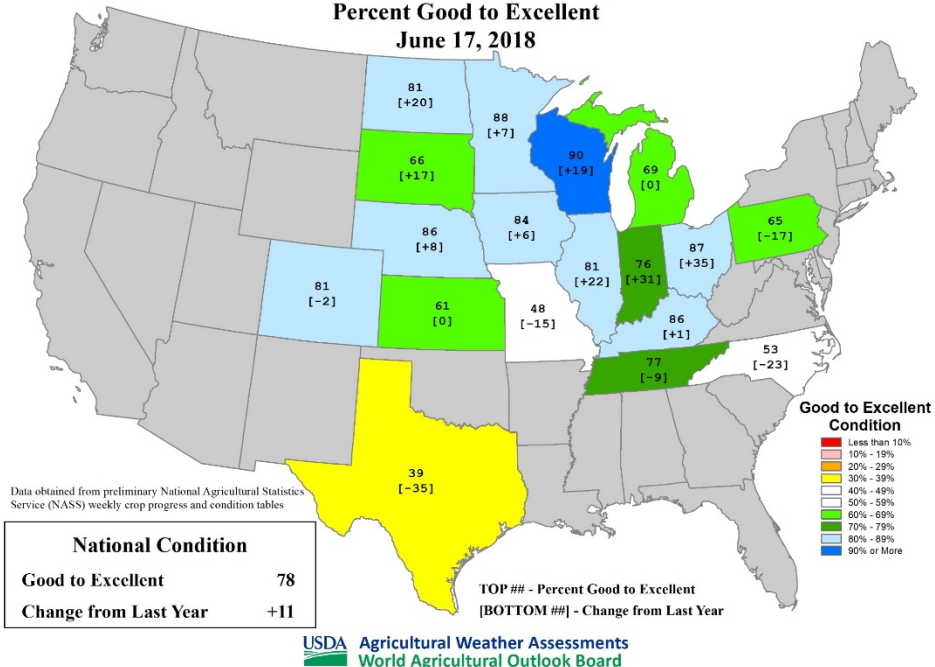 Percent Good to Excellent
June 17, 2018
81
[+20]
88
[+7]
66
[+17]
90
[+19]
69
[0]
86
[+8]
84
[+6]
65
[-17]
81
[-2]
61
[0]
48
[-15]
81
[+22]
76
[+31]
87
[+35]
86
[+1]
77
[-9]
53
[-23]
39
[-35]
Good to Excellent
Condition
Less than 10%
10% - 19%
20% - 29%
30% - 39%
40% - 49%
50% - 59%
60% - 69%
70% - 79%
80% - 89%
90% or More
Data obtained from preliminary National Agricultural Statistics
Service (NASS) weekly crop progress and condition tables
National Condition
Good to Excellent 78
Change from Last Year +11
TOP ## - Percent Good to Excellent
[BOTTOM ##] - Change from Last Year
USDA Agricultural Weather Assessments
World Agricultural Outlook Board